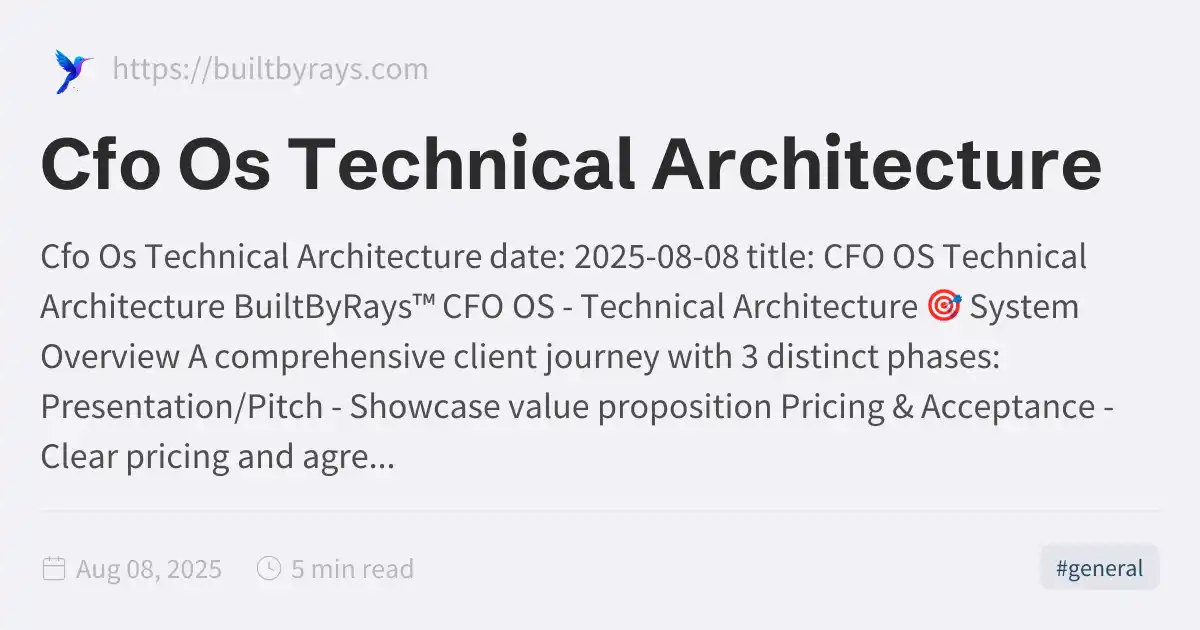 https://builtbyrays.com
Cfo Os Technical Architecture
Cfo Os Technical Architecture date: 2025-08-08 title: CFO OS Technical
Architecture BuiltByRays™ CFO OS - Technical Architecture 🎯 System
Overview A comprehensive client journey with 3 distinct phases:
Presentation/Pitch - Showcase value proposition Pricing & Acceptance -
Clear pricing and agre...
Aug 08, 2025 5 min read
#general